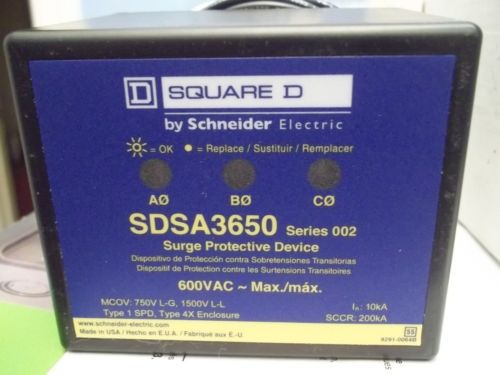 D SQUARE D
by Schneider Electric
= OK = Replace / Sustituir / Remplacer
AØ BØ CØ
SDSA3650 Series 002
Surge Protective Device
Dispositivo de Protección contra Sobretensiones Transitorias
Dispositif de Protection contre les Surtensions Transitoires
600VAC ~ Max./máx.
MCOV: 750V L-G, 1500V L-L In: 10kA
Type 1 SPD, Type 4X Enclosure SCCR: 200kA
www.schneider-electric.com
Made in USA / Hecho en E.U.A. / Fabriqué aux É.-U.
55
8291-0064B